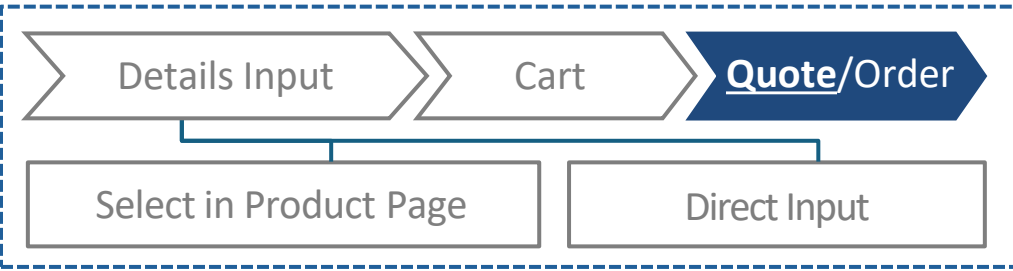 Details Input
Cart
Quote/Order
Select in Product Page
Direct Input